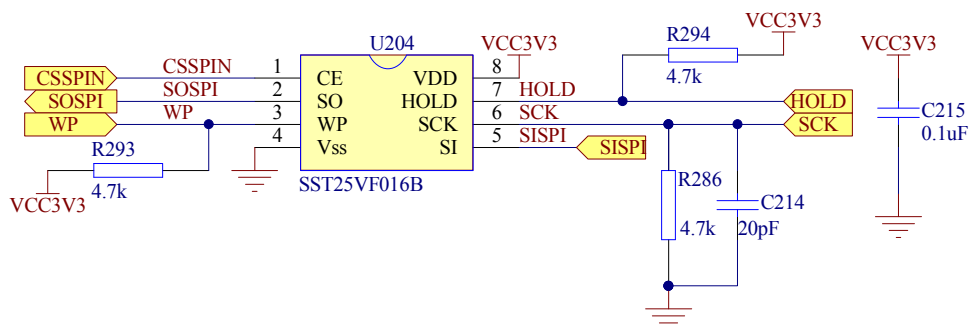 U204
SST25VF016B
CSSPIN
CSSPIN
1
CE
SOSPI
SOSPI
2
SO
WP
WP
3
WP
4
Vss
R293
4.7k
VCC3V3
VCC3V3
8
VDD
7
HOLD
HOLD
HOLD
6
SCK
SCK
SCK
5
SI
SISPI
SISPI
R294
4.7k
VCC3V3
R286
4.7k
C214
20pF
VCC3V3
C215
0.1uF